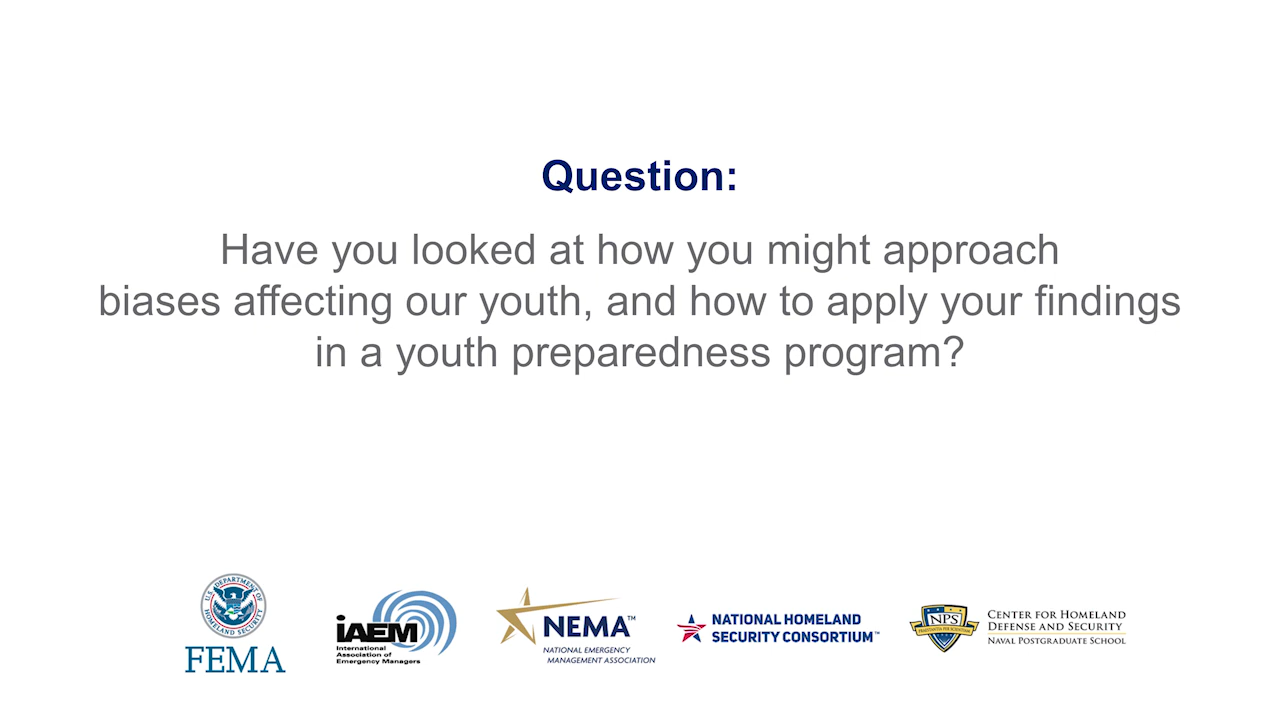 Question:
Have you looked at how you might approach
biases affecting our youth, and how to apply your findings
in a youth preparedness program?
U.S. DEPARTMENT OF
HOMELAND SECURITY
FEMA
iAEM
International
Association of
Emergency Managers
NEMA™
NATIONAL EMERGENCY
MANAGEMENT ASSOCIATION
NATIONAL HOMELAND
SECURITY CONSORTIUM™
NPS
CENTER FOR HOMELAND
DEFENSE AND SECURITY
NAVAL POSTGRADUATE SCHOOL